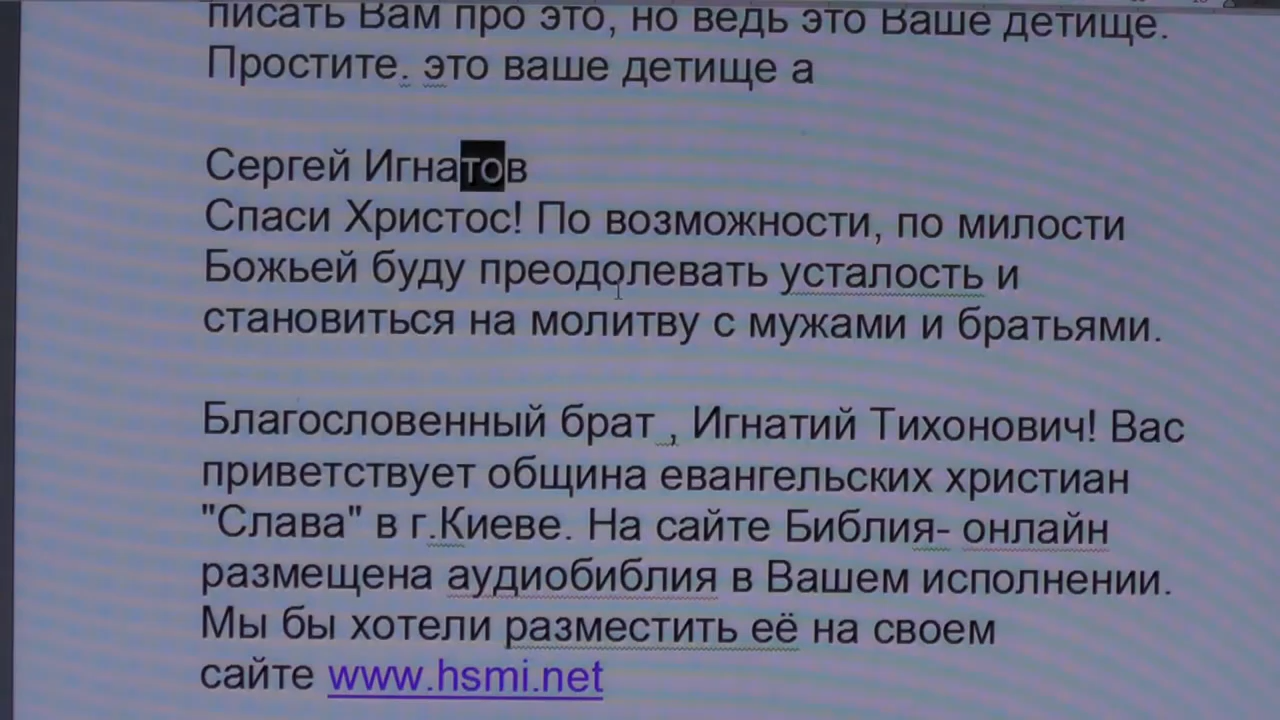 писать Вам про это, но ведь это Ваше детище.
Простите. это ваше детище а
Сергей Игнатов
Спаси Христос! По возможности, по милости
Божьей буду преодолевать усталость и
становиться на молитву с мужами и братьями.
Благословенный брат , Игнатий Тихонович! Вас
приветствует община евангельских христиан
"Слава" в г.Киеве. На сайте Библия- онлайн
размещена аудиобиблия в Вашем исполнении.
Мы бы хотели разместить её на своем
сайте www.hsmi.net